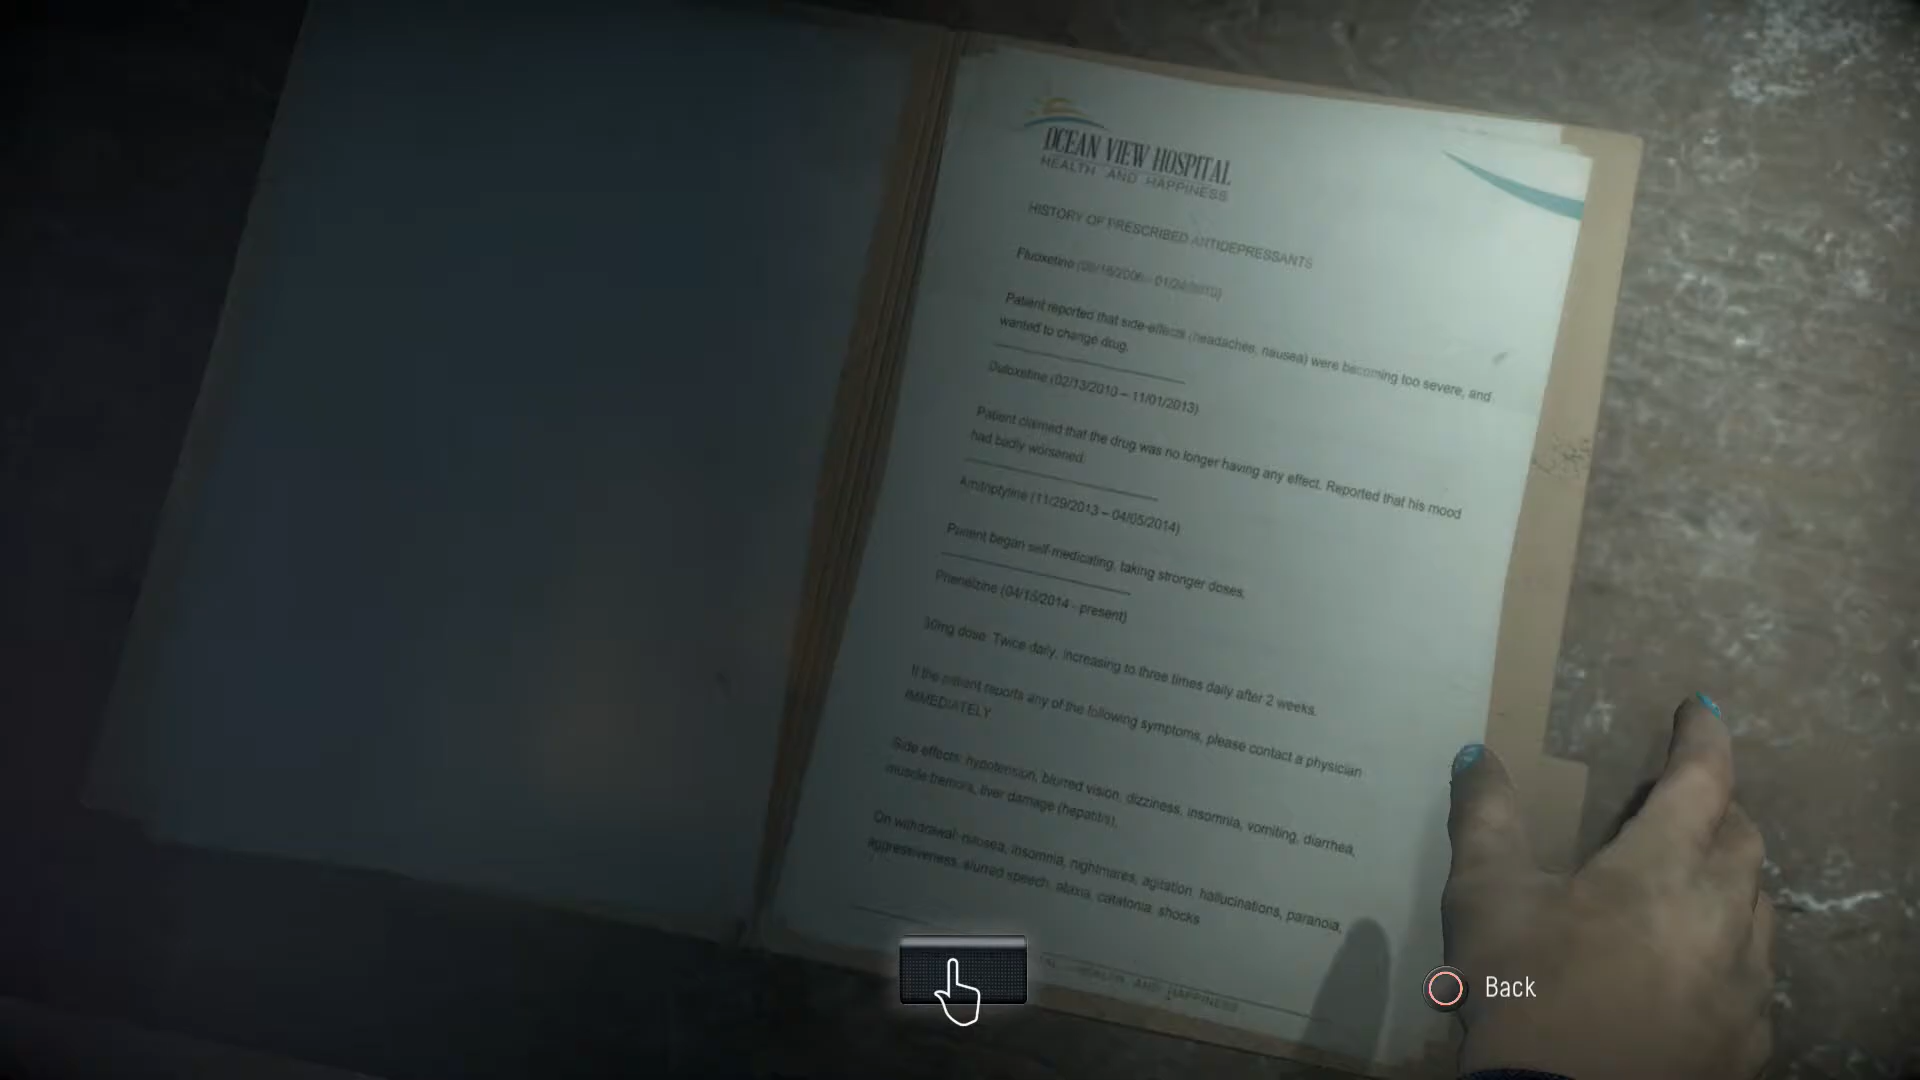 OCEAN VIEW HOSPITAL
HEALTH AND HAPPINESS
HISTORY OF PRESCRIBED ANTIDEPRESSANTS
Fluoxetine
Patient reported that side-effects (headaches, nausea) were becoming too severe, and
wanted to change drug.
Duloxetine (02/13/2010 – 11/01/2013)
Patient claimed that the drug was no longer having any effect. Reported that his mood
had badly worsened.
Amitriptyline (11/29/2013 – 04/05/2014)
Patient began self-medicating, taking stronger doses.
Phenelzine (04/15/2014 - present)
30mg dose. Twice daily, increasing to three times daily after 2 weeks.
If the patient reports any of the following symptoms, please contact a physician
IMMEDIATELY
Side effects: hypotension, blurred vision, dizziness, insomnia, vomiting, diarrhea,
muscle tremors, liver damage (hepatitis).
On withdrawal: nausea, insomnia, nightmares, agitation, hallucinations, paranoia,
aggressiveness, slurred speech, ataxia, catatonia, shocks
HEALTH AND HAPPINESS
Back